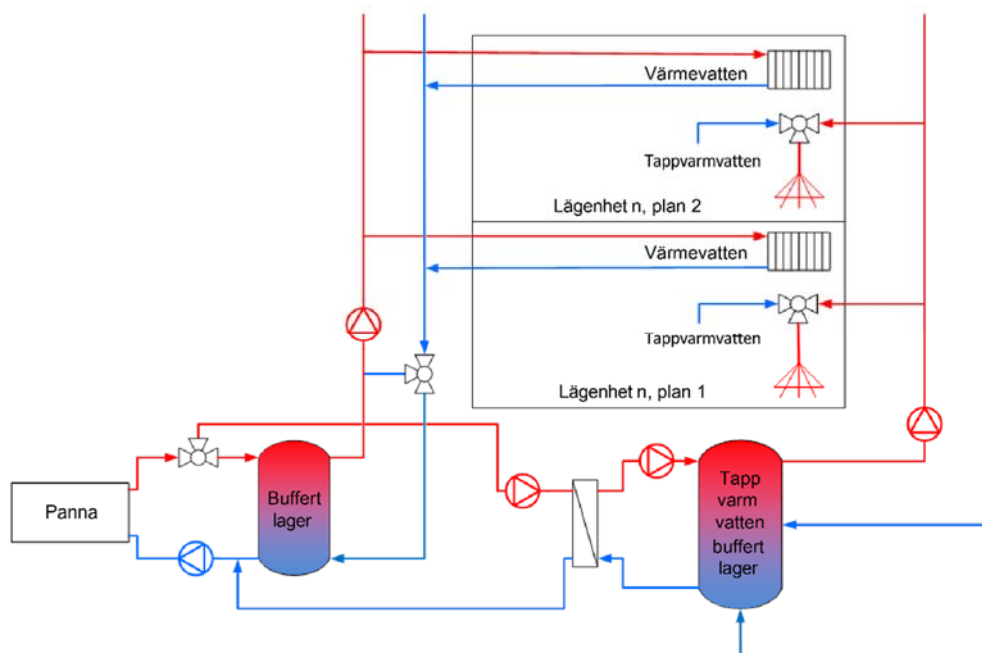 Värmevatten
Tappvarmvatten
Lägenhet n, plan 2
Värmevatten
Tappvarmvatten
Lägenhet n, plan 1
Panna
Buffert
lager
Tapp
varm
vatten
buffert
lager